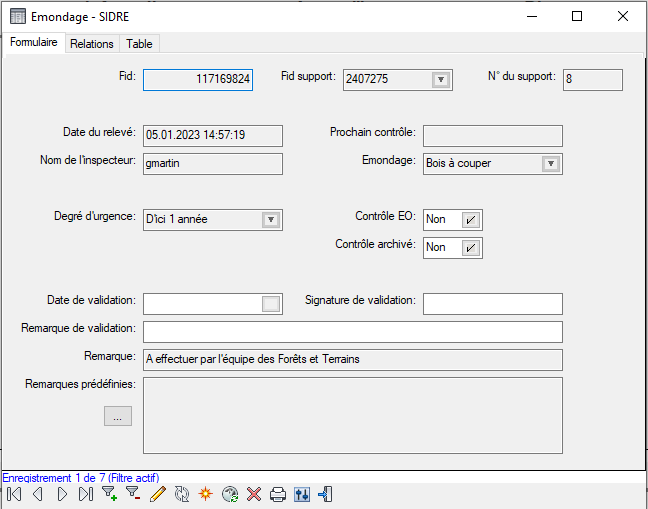 Emondage - SIDRE
Formulaire Relations Table
Fid: 117169824 Fid support: 2407275 N° du support: 8
Date du relevé: 05.01.2023 14:57:19 Prochain contrôle:
Nom de l'inspecteur: gmartin Emondage: Bois à couper
Degré d'urgence: D'ici 1 année Contrôle EO: Non
Contrôle archivé: Non
Date de validation: Signature de validation:
Remarque de validation:
Remarque: A effectuer par l'équipe des Forêts et Terrains
Remarques prédéfinies:
...
Enregistrement 1 de 7 (Filtre actif)